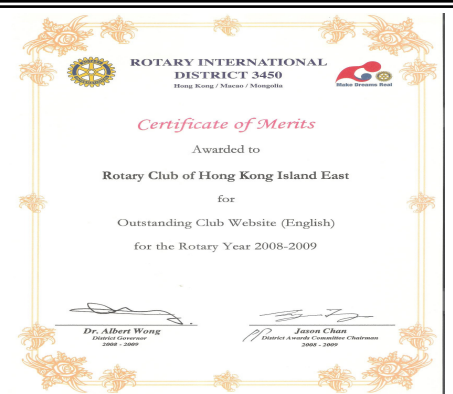 ROTARY INTERNATIONAL
DISTRICT 3450
Hong Kong / Macao / Mongolia
Make Dreams Real
Certificate of Merits
Awarded to
Rotary Club of Hong Kong Island East
for
Outstanding Club Website (English)
for the Rotary Year 2008-2009
Dr. Albert Wong
District Governor
2008 - 2009
PP Jason Chan
District Awards Committee Chairman
2008 - 2009